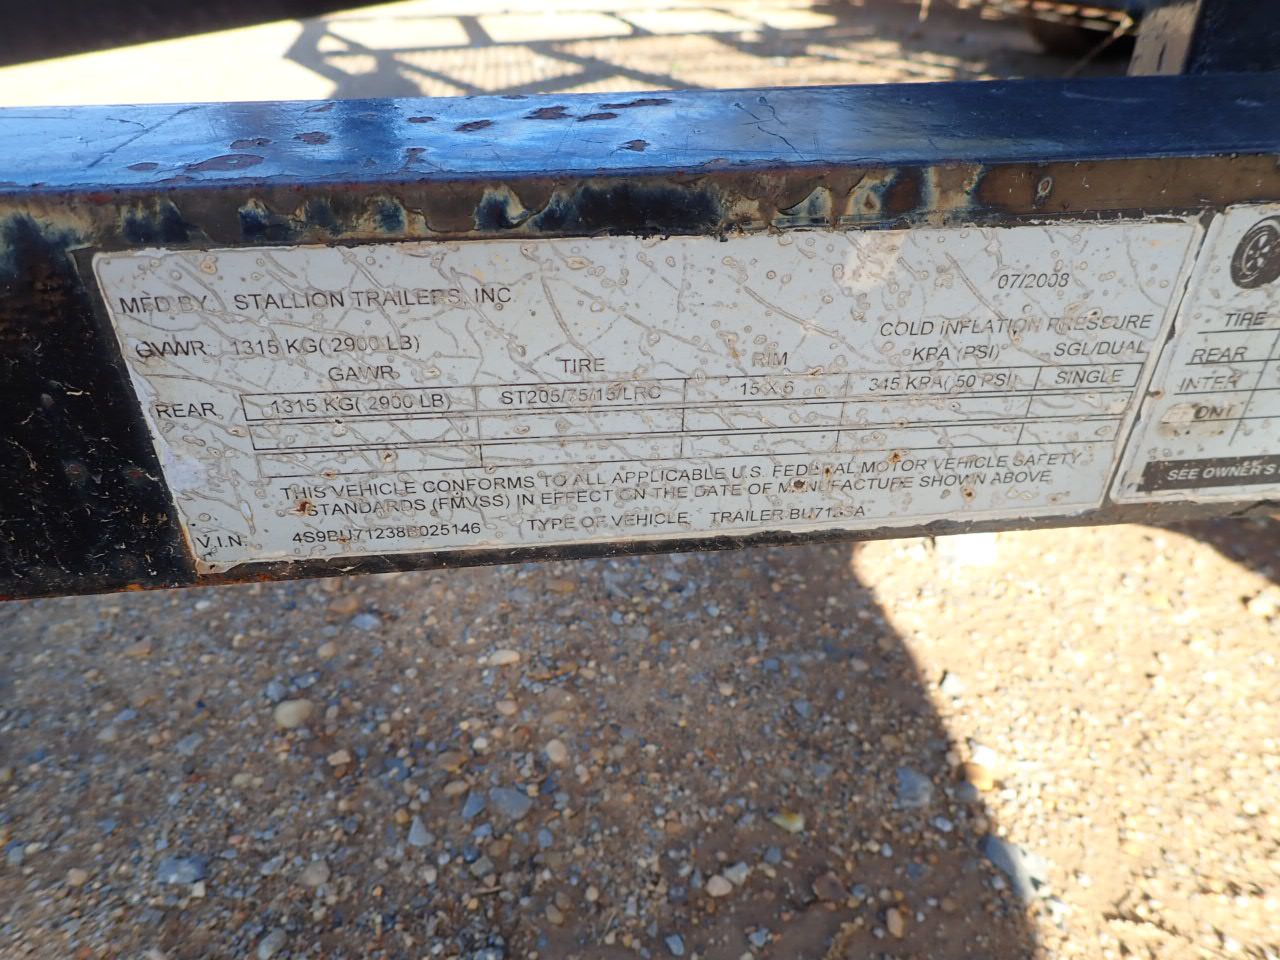 MFD.BY. STALLION TRAILERS, INC
07/2008
GVWR 1315 KG( 2900 LB)
COLD INFLATION PRESSURE
GAWR TIRE RIM KPA (PSI) SGL/DUAL
REAR 1315 KG( 2900 LB) ST205/75/15/LRC 15 X 6 345 KPA( 50 PSI) SINGLE
THIS VEHICLE CONFORMS TO ALL APPLICABLE U.S. FEDERAL MOTOR VEHICLE SAFETY
STANDARDS (FMVSS) IN EFFECT ON THE DATE OF MANUFACTURE SHOWN ABOVE
V.I.N. TYPE OF VEHICLE TRAILER
TIRE
REAR
INTER
SEE OWNER'S